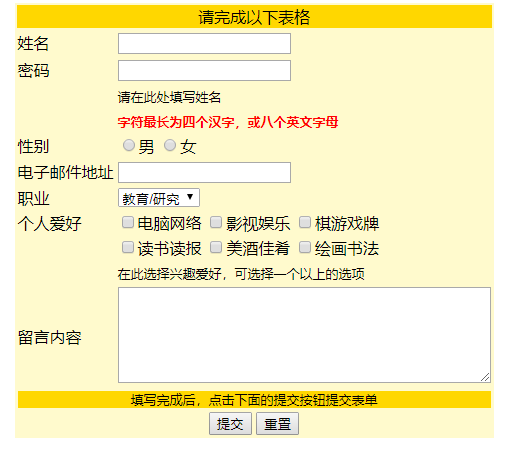 请完成以下表格
姓名
密码
请在此处填写姓名
字符最长为四个汉字，或八个英文字母
性别 男 女
电子邮件地址
职业 教育/研究
个人爱好 电脑网络 影视娱乐 棋游戏牌
读书读报 美酒佳肴 绘画书法
在此选择兴趣爱好，可选择一个以上的选项
留言内容
填写完成后，点击下面的提交按钮提交表单
提交 重置